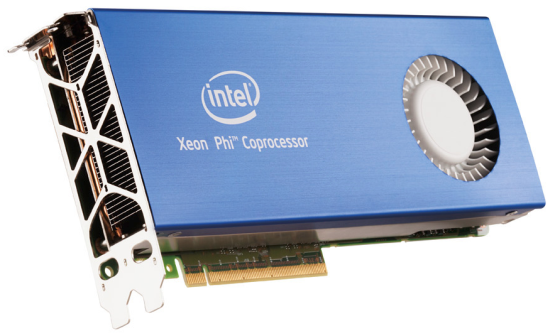 intel
Xeon Phi™ Coprocessor